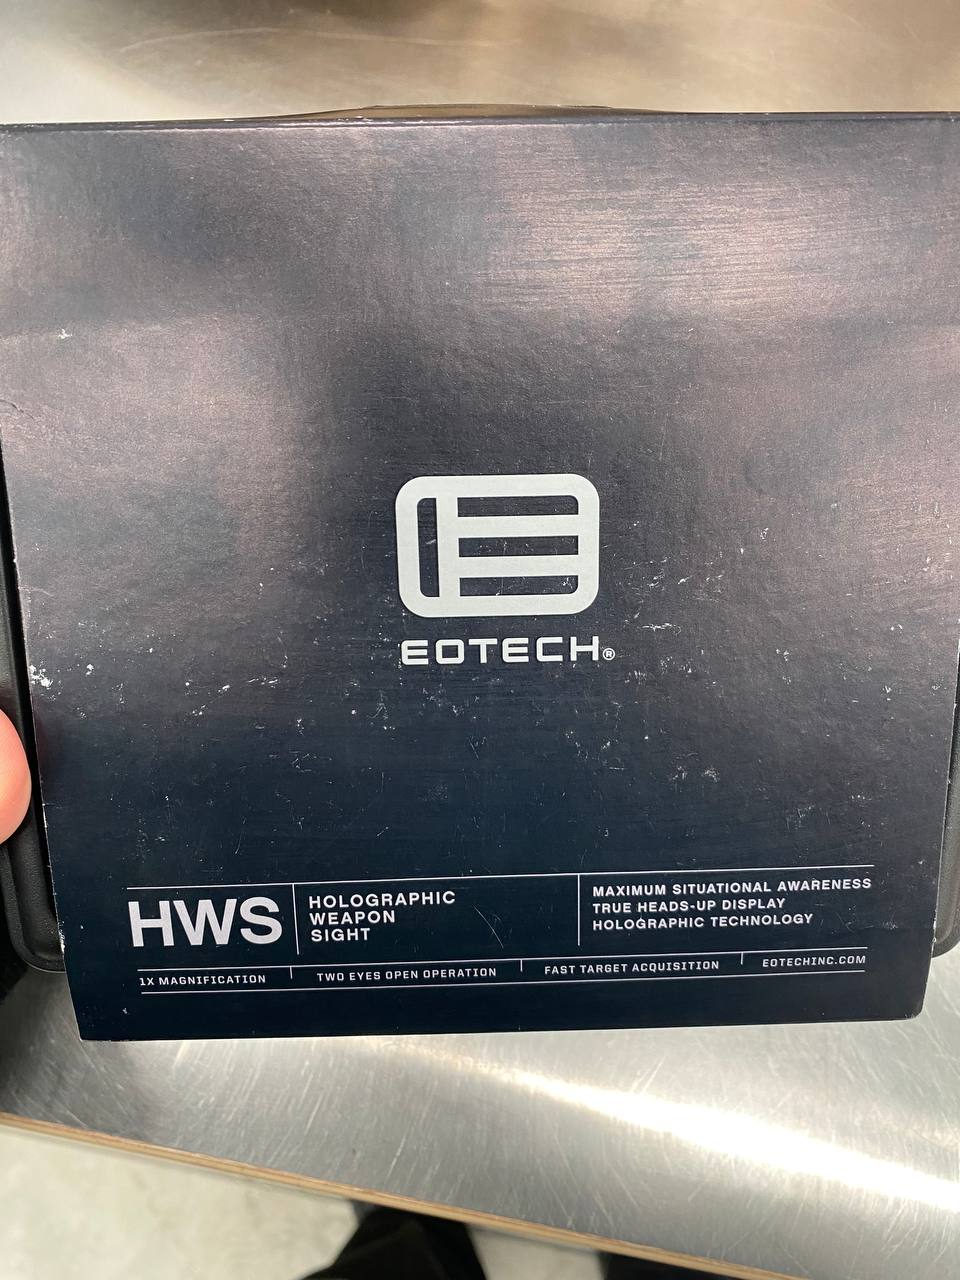 EOTECH®
HWS
HOLOGRAPHIC
WEAPON
SIGHT
MAXIMUM SITUATIONAL AWARENESS
TRUE HEADS-UP DISPLAY
HOLOGRAPHIC TECHNOLOGY
1X MAGNIFICATION
TWO EYES OPEN OPERATION
FAST TARGET ACQUISITION
EOTECHINC.COM